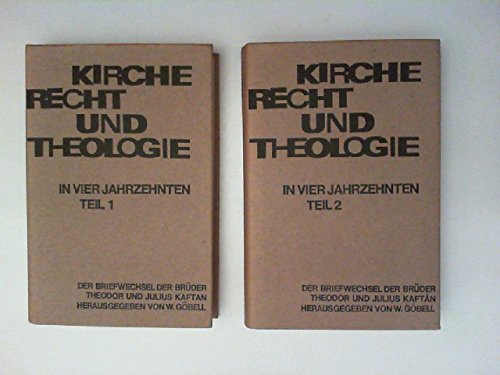 KIRCHE
RECHT
UND
THEOLOGIE
IN VIER JAHRZEHNTEN
TEIL 1
DER BRIEFWECHSEL DER BRÜDER
THEODOR UND JULIUS KAFTAN
HERAUSGEGEBEN VON W. GÖBELL
KIRCHE
RECHT
UND
THEOLOGIE
IN VIER JAHRZEHNTEN
TEIL 2
DER BRIEFWECHSEL DER BRÜDER
THEODOR UND JULIUS KAFTAN
HERAUSGEGEBEN VON W. GÖBELL